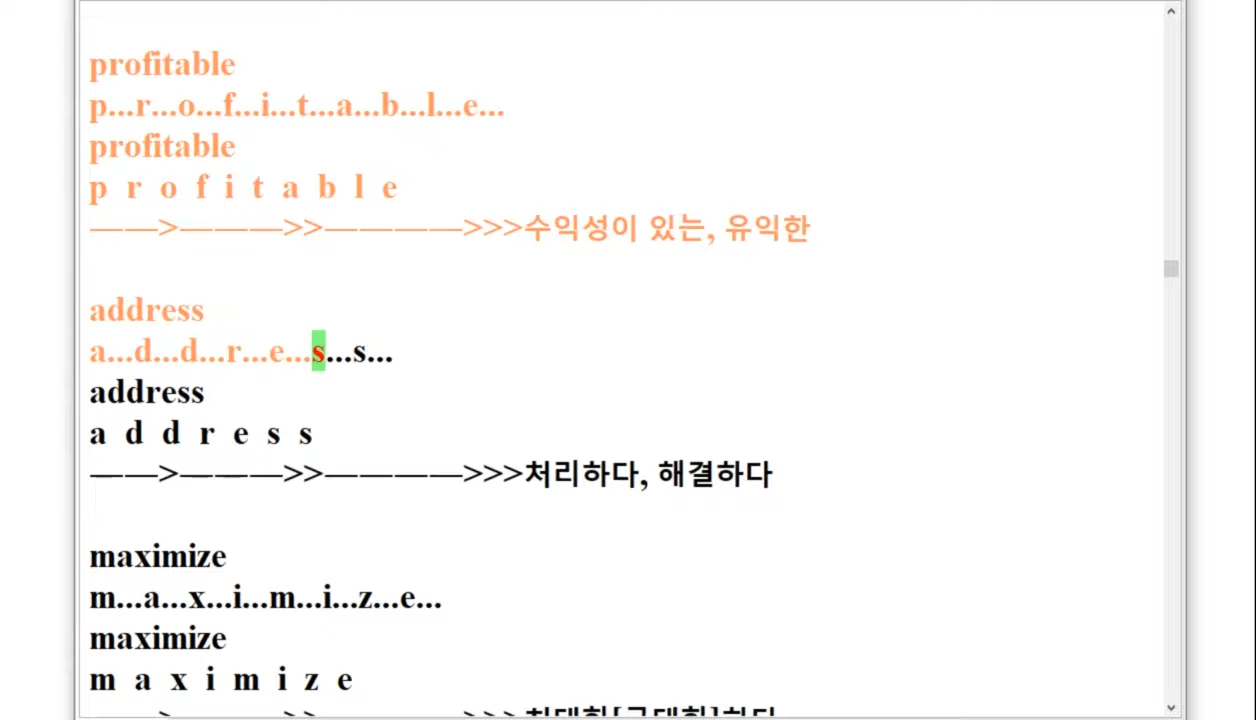 profitable
p...r...o...f...i...t...a...b...l...e...
profitable
p r o f i t a b l e
——>———>>————>>>수익성이 있는, 유익한
address
a...d...d...r...e...s...s...
address
a d d r e s s
——>———>>————>>>처리하다, 해결하다
maximize
m...a...x...i...m...i...z...e...
maximize
m a x i m i z e
——>———>>————>>>